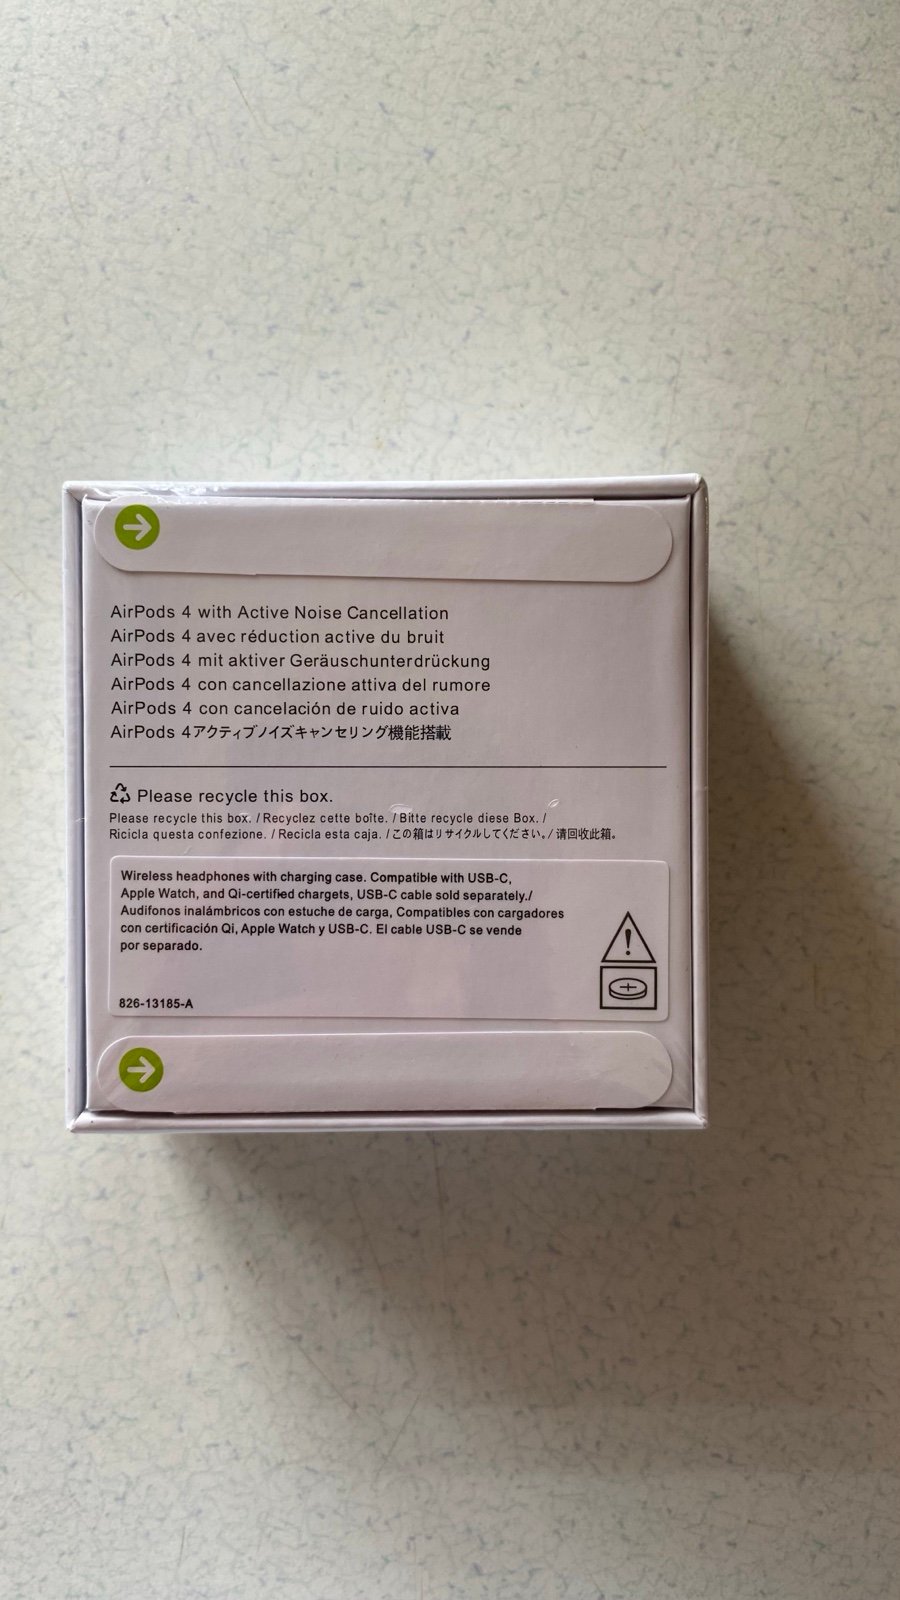 AirPods 4 with Active Noise Cancellation
AirPods 4 avec réduction active du bruit
AirPods 4 mit aktiver Geräuschunterdrückung
AirPods 4 con cancellazione attiva del rumore
AirPods 4 con cancelación de ruido activa
AirPods 4アクティブノイズキャンセリング機能搭載
Please recycle this box.
Please recycle this box. / Recyclez cette boîte. / Bitte recycle diese Box. /
Ricicla questa confezione. / Recicla esta caja. / この箱はリサイクルしてください。/ 请回收此箱。
Wireless headphones with charging case. Compatible with USB-C,
Apple Watch, and Qi-certified chargets, USB-C cable sold separately./
Audifonos inalámbricos con estuche de carga, Compatibles con cargadores
con certificación Qi, Apple Watch y USB-C. El cable USB-C se vende
por separado.
826-13185-A